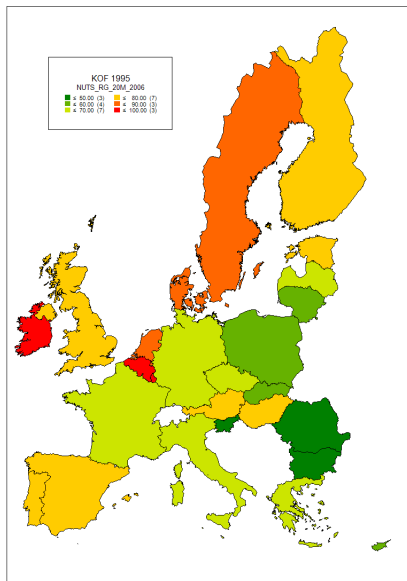 KOF 1995
NUTS_RG_20M_2006
≤ 50.00 (3) ≤ 80.00 (7)
≤ 60.00 (4) ≤ 90.00 (3)
≤ 70.00 (7) ≤ 100.00 (3)